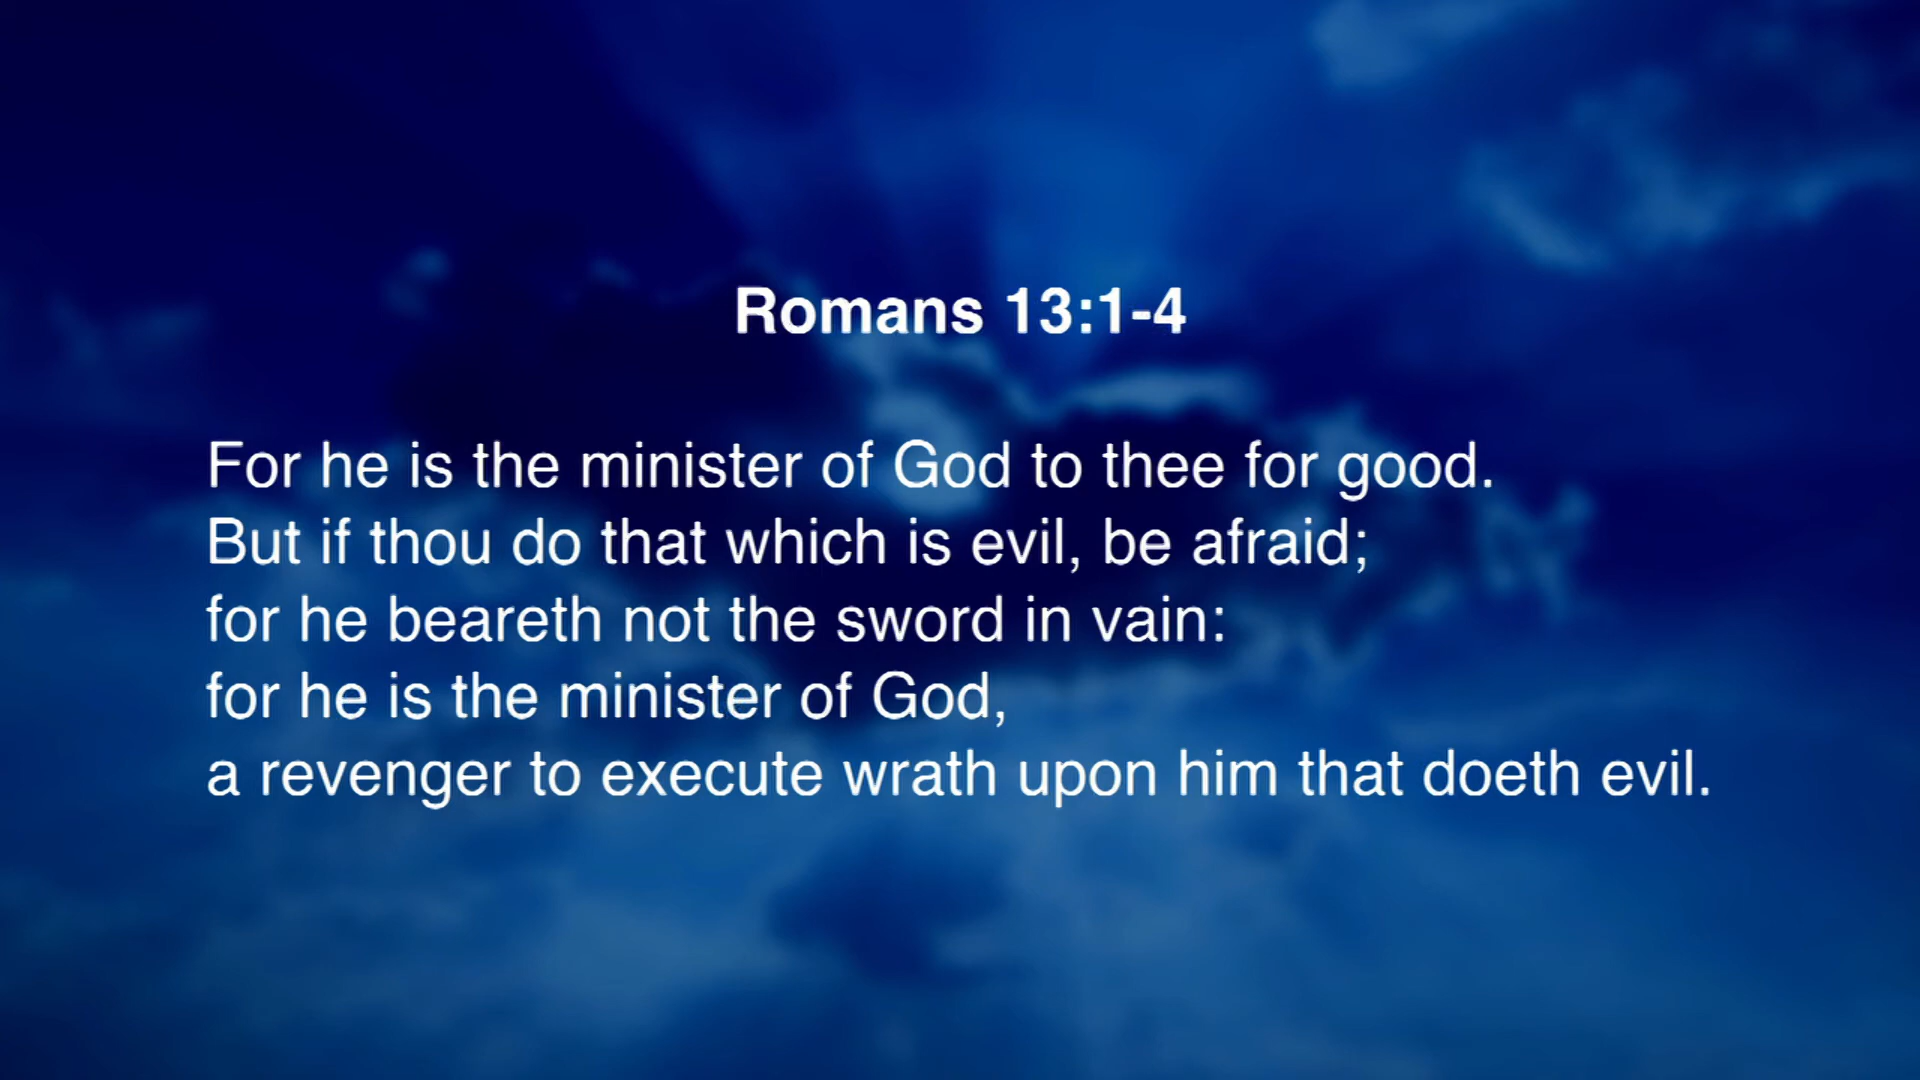 Romans 13:1-4
For he is the minister of God to thee for good.
But if thou do that which is evil, be afraid;
for he beareth not the sword in vain:
for he is the minister of God,
a revenger to execute wrath upon him that doeth evil.